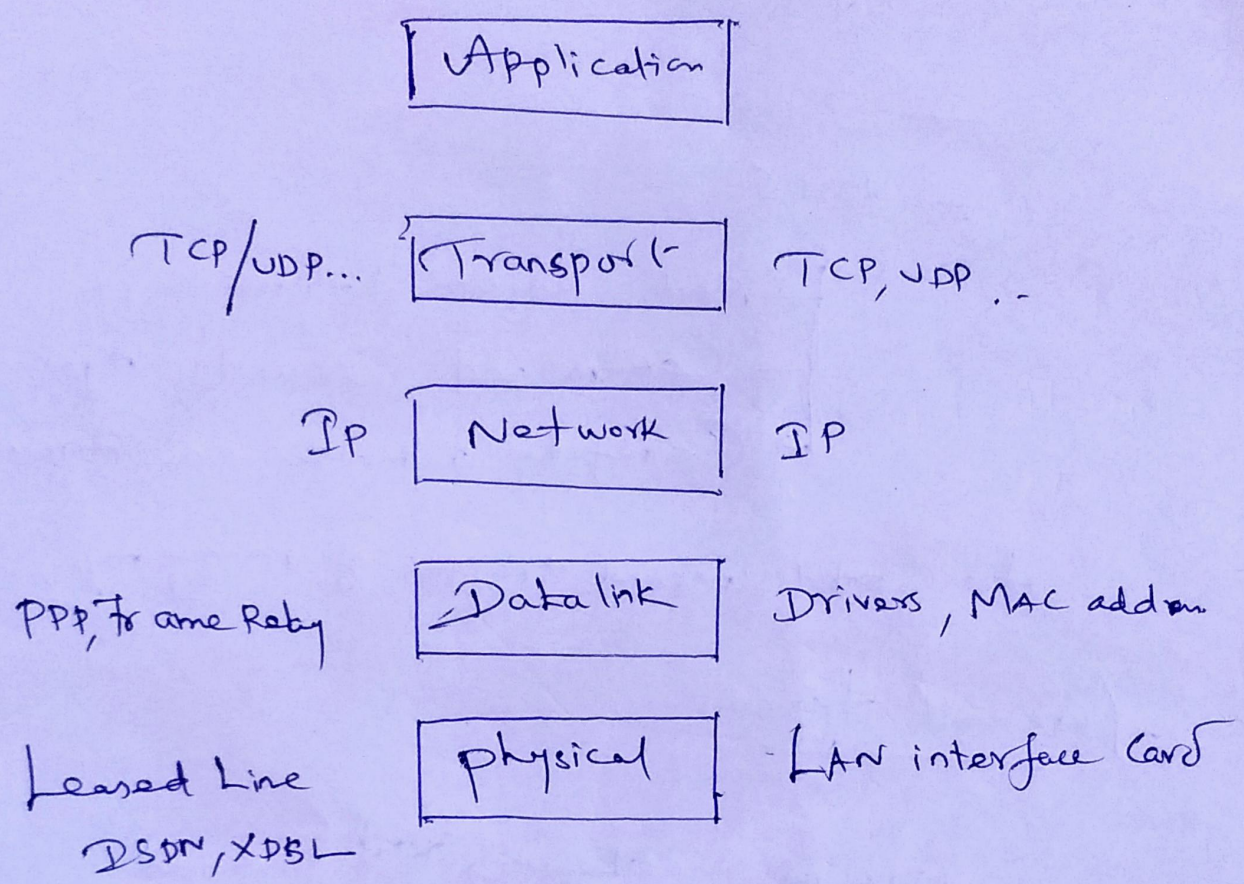 Application
TCP/UDP... Transport TCP, UDP ..
IP Network IP
PPP, Frame Relay Datalink Drivers, MAC
physical LAN interface Card
Leased Line
ISDN, XDSL